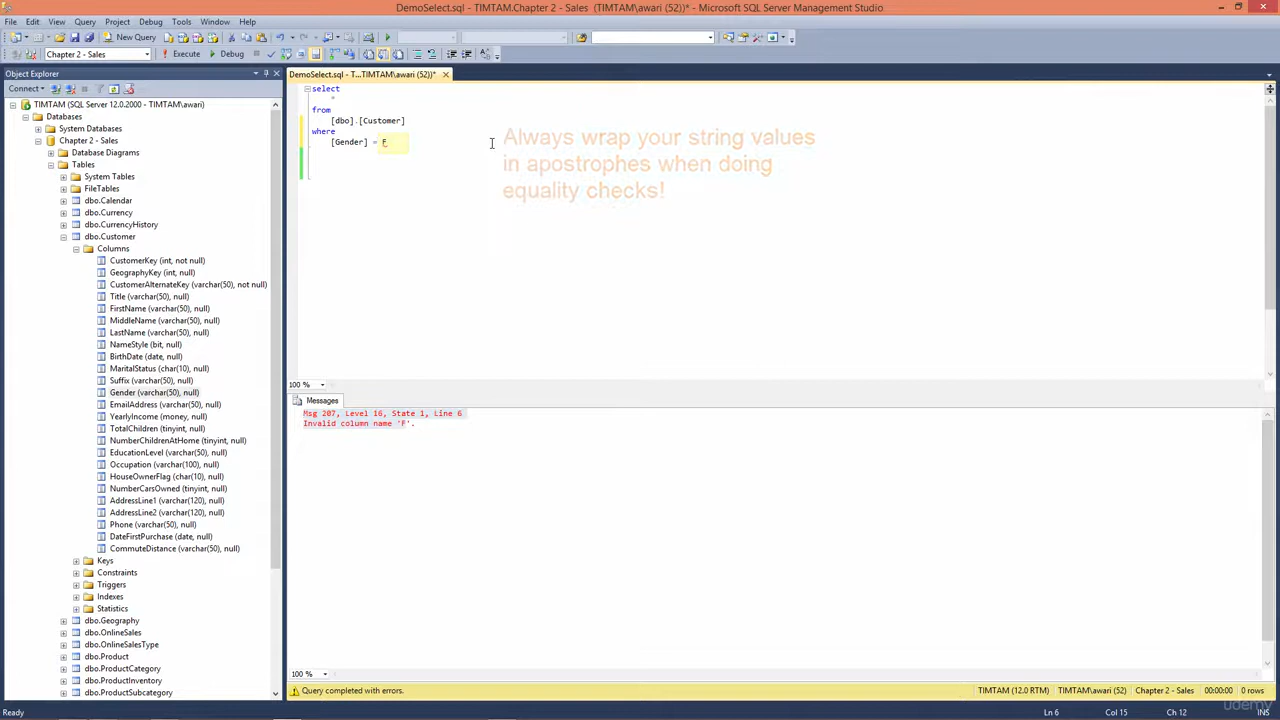 DemoSelect.sql - TIMTAM.Chapter 2 - Sales (TIMTAM\awari (52))* - Microsoft SQL Server Management Studio
File Edit View Query Project Debug Tools Window Help
New Query
Chapter 2 - Sales
Execute
Debug
Object Explorer
DemoSelect.sql - T...TIMTAM\awari (52))*
Connect
TIMTAM (SQL Server 12.0.2000 - TIMTAM\awari)
Databases
System Databases
Chapter 2 - Sales
Database Diagrams
Tables
System Tables
FileTables
dbo.Calendar
dbo.Currency
dbo.CurrencyHistory
dbo.Customer
Columns
CustomerKey (int, not null)
GeographyKey (int, null)
CustomerAlternateKey (varchar(50), not null)
Title (varchar(50), null)
FirstName (varchar(50), null)
MiddleName (varchar(50), null)
LastName (varchar(50), null)
NameStyle (bit, null)
BirthDate (date, null)
MaritalStatus (char(10), null)
Suffix (varchar(50), null)
Gender (varchar(50), null)
EmailAddress (varchar(50), null)
YearlyIncome (money, null)
TotalChildren (tinyint, null)
NumberChildrenAtHome (tinyint, null)
EducationLevel (varchar(50), null)
Occupation (varchar(100), null)
HouseOwnerFlag (char(10), null)
NumberCarsOwned (tinyint, null)
AddressLine1 (varchar(120), null)
AddressLine2 (varchar(120), null)
Phone (varchar(50), null)
DateFirstPurchase (date, null)
CommuteDistance (varchar(50), null)
Keys
Constraints
Triggers
Indexes
Statistics
dbo.Geography
dbo.OnlineSales
dbo.OnlineSalesType
dbo.Product
dbo.ProductCategory
dbo.ProductInventory
dbo.ProductSubcategory
select
*
from
[dbo].[Customer]
where
[Gender] = F
Always wrap your string values
in apostrophes when doing
equality checks!
100 %
Messages
Msg 207, Level 16, State 1, Line 6
Invalid column name 'F'.
100 %
Query completed with errors.
TIMTAM (12.0 RTM)
TIMTAM\awari (52)
Chapter 2 - Sales
00:00:00
0 rows
Ln 6
Col 15
Ch 12
INS
udemy